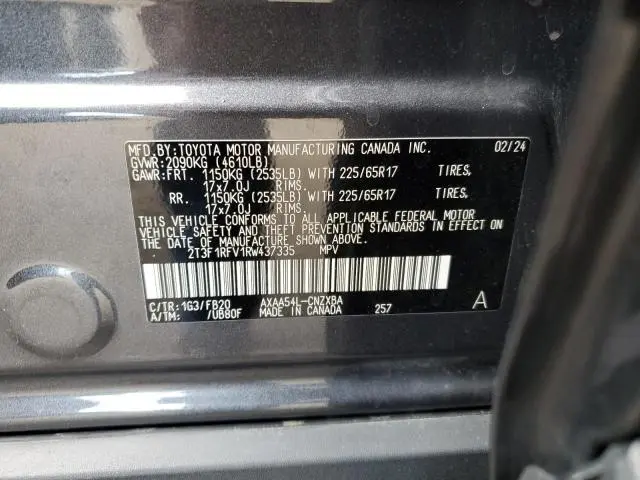 MFD.BY:TOYOTA MOTOR MANUFACTURING CANADA INC. 02/24
GVWR:2090KG (4610LB)
GAWR:FRT. 1150KG (2535LB) WITH 225/65R17 TIRES,
17x7.0J RIMS.
RR. 1150KG (2535LB) WITH 225/65R17 TIRES,
17x7.0J RIMS.
THIS VEHICLE CONFORMS TO ALL APPLICABLE FEDERAL MOTOR
VEHICLE SAFETY AND THEFT PREVENTION STANDARDS IN EFFECT ON
THE DATE OF MANUFACTURE SHOWN ABOVE.
2T3F1RFV1RW437335 MPV
C/TR:1G3/FB20 AXAA54L-CNZXBA
A/TM: /UB80F MADE IN CANADA 257 A